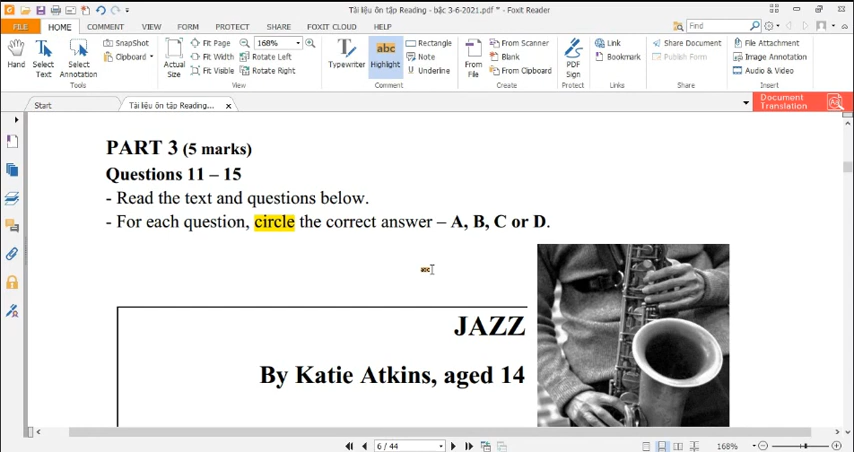 Tài liệu ôn tập Reading - bậc 3-6-2021.pdf * - Foxit Reader
FILE HOME COMMENT VIEW FORM PROTECT SHARE FOXIT CLOUD HELP
Find
Hand
Select Text
Select Annotation
SnapShot
Clipboard
Tools
Actual Size
Fit Page
Fit Width
Fit Visible
168%
Rotate Left
Rotate Right
View
Typewriter
abc
Highlight
Rectangle
Note
Underline
Comment
From File
From Scanner
Blank
From Clipboard
Create
PDF Sign
Protect
Link
Bookmark
Links
Share Document
Publish Form
Share
File Attachment
Image Annotation
Audio & Video
Insert
Start
Tài liệu ôn tập Reading...
Document Translation
PART 3 (5 marks)
Questions 11 – 15
- Read the text and questions below.
- For each question, circle the correct answer – A, B, C or D.
abc
JAZZ
By Katie Atkins, aged 14
6 / 44
168%